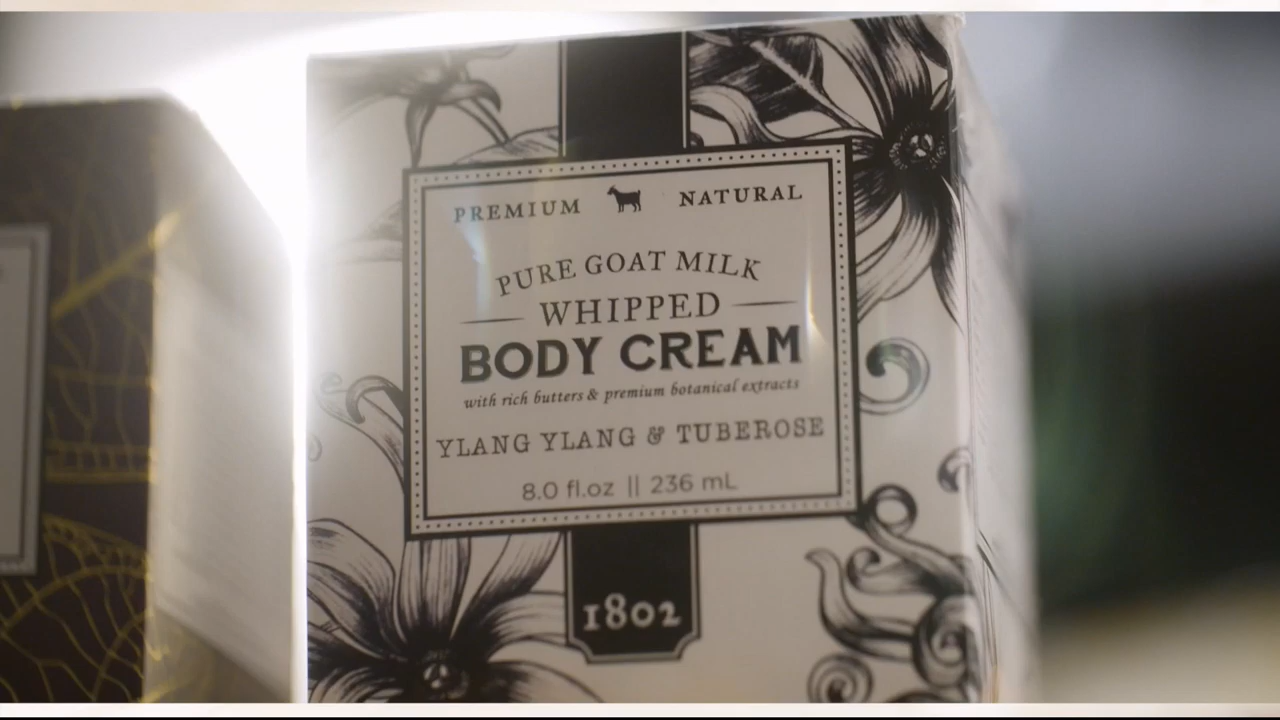 PREMIUM NATURAL
PURE GOAT MILK
WHIPPED
BODY CREAM
with rich butters & premium botanical extracts
YLANG YLANG & TUBEROSE
8.0 fl.oz || 236 mL
1802